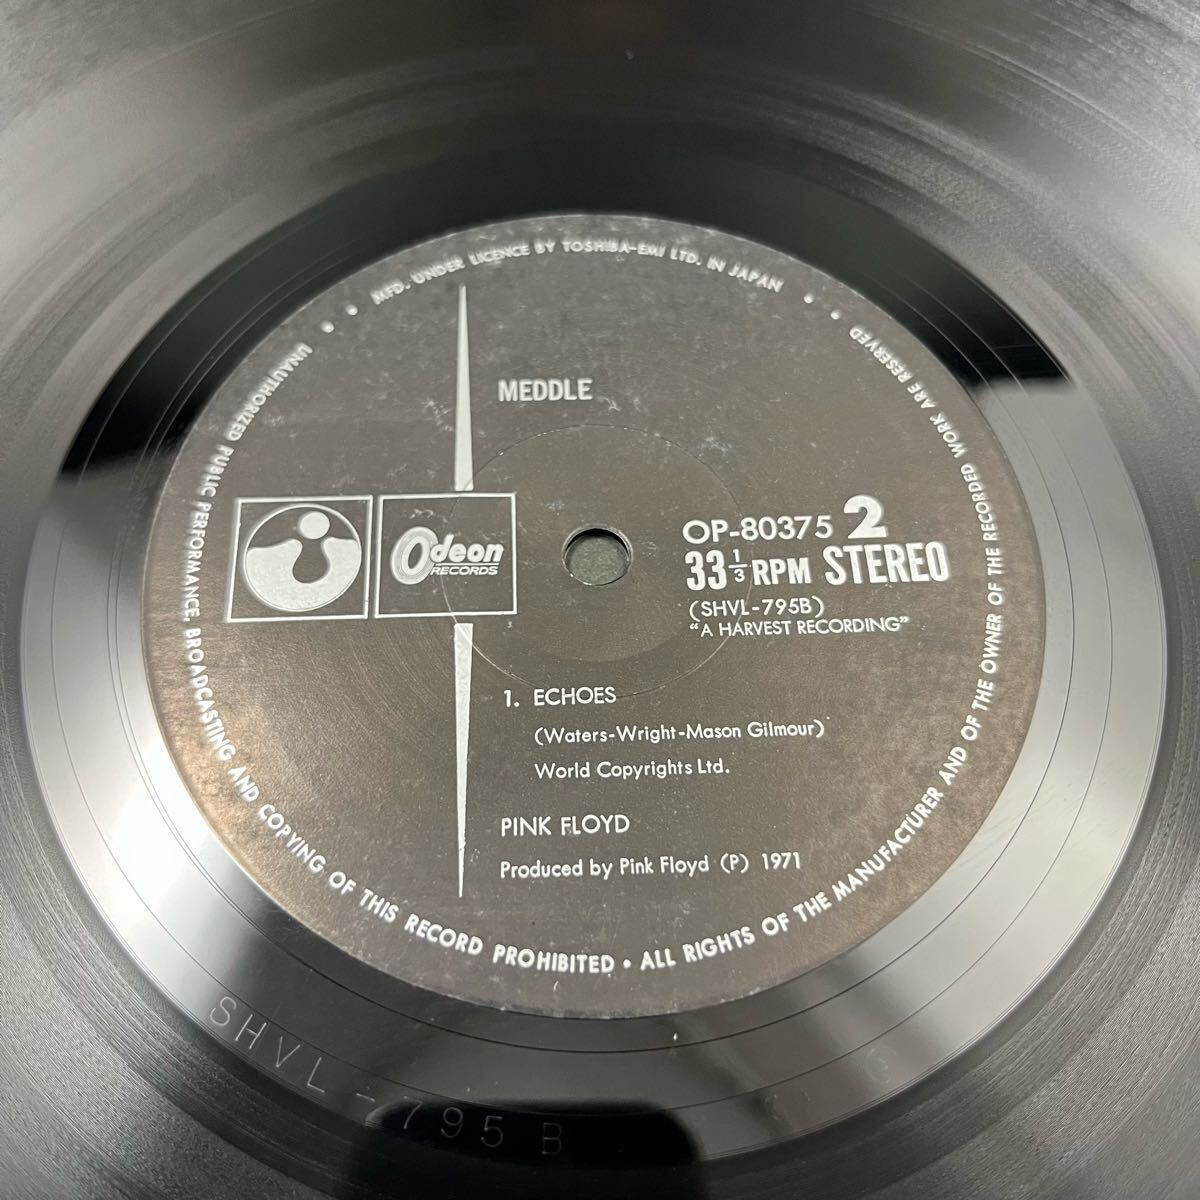 MFD. UNDER LICENCE BY TOSHIBA-EMI LTD. IN JAPAN
MEDDLE
Odeon
RECORDS
OP-80375 2
33 1/3 RPM STEREO
(SHVL-795B)
"A HARVEST RECORDING"
1. ECHOES
(Waters-Wright-Mason Gilmour)
World Copyrights Ltd.
PINK FLOYD
Produced by Pink Floyd (P) 1971
UNAUTHORIZED PUBLIC PERFORMANCE, BROADCASTING AND COPYING OF THIS RECORD PROHIBITED • ALL RIGHTS OF THE MANUFACTURER AND OF THE OWNER OF THE RECORDED WORK ARE RESERVED
SHVL-795 B
G